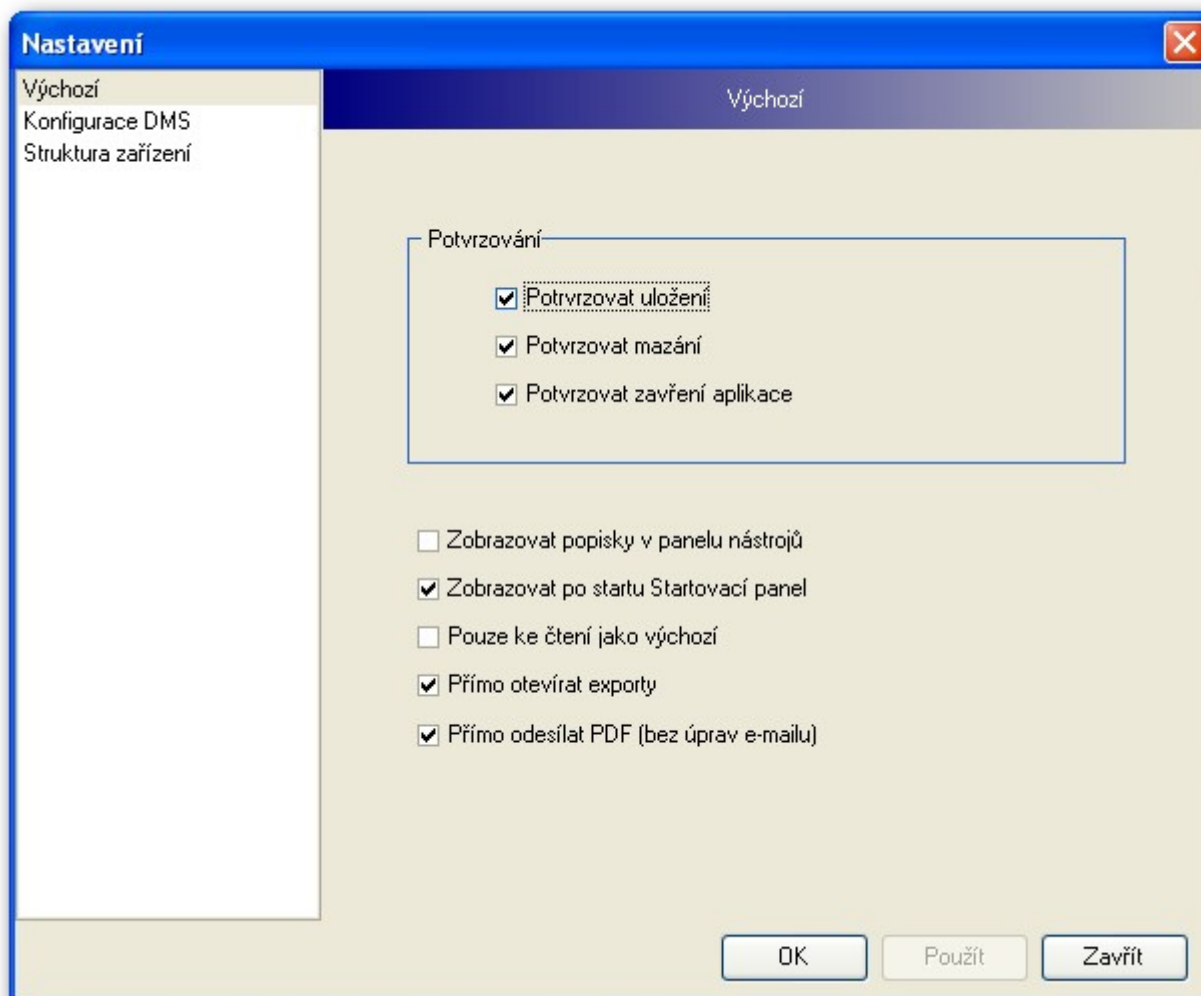 Nastavení
Výchozí
Konfigurace DMS
Struktura zařízení
Výchozí
Potvrzování
Potrvrzovat uložení
Potvrzovat mazání
Potvrzovat zavření aplikace
Zobrazovat popisky v panelu nástrojů
Zobrazovat po startu Startovací panel
Pouze ke čtení jako výchozí
Přímo otevírat exporty
Přímo odesílat PDF (bez úprav e-mailu)
OK
Použít
Zavřít